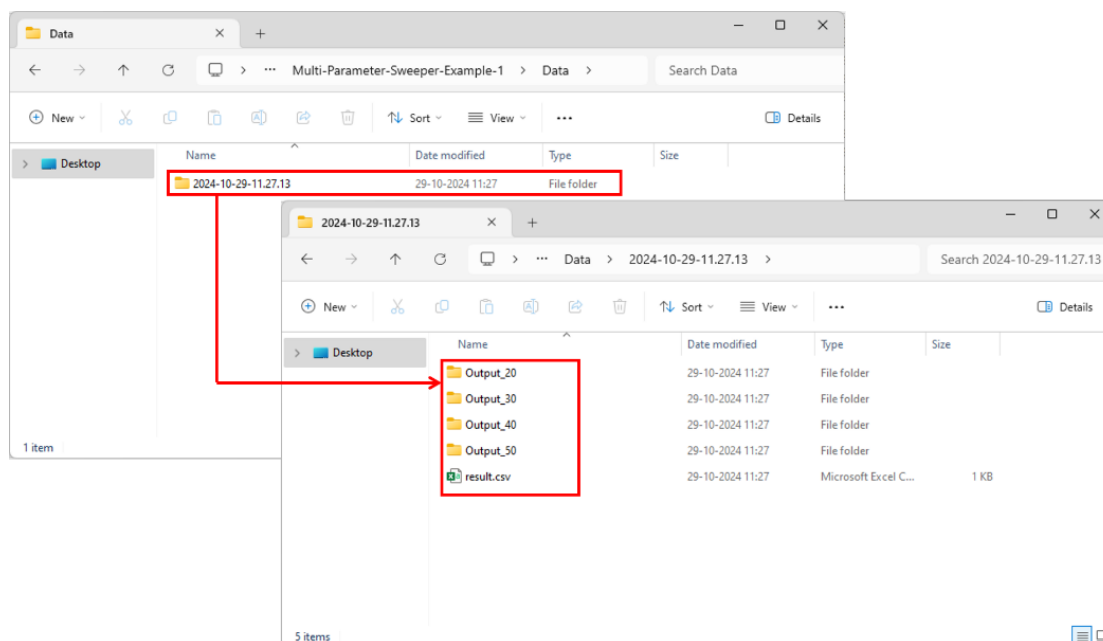 Data
Multi-Parameter-Sweeper-Example-1 > Data >
Search Data
New
Sort
View
Details
Name
Date modified
Type
Size
Desktop
2024-10-29-11.27.13
29-10-2024 11:27
File folder
1 item
2024-10-29-11.27.13
Data > 2024-10-29-11.27.13 >
Search 2024-10-29-11.27.13
New
Sort
View
Details
Name
Date modified
Type
Size
Desktop
Output_20 29-10-2024 11:27 File folder
Output_30 29-10-2024 11:27 File folder
Output_40 29-10-2024 11:27 File folder
Output_50 29-10-2024 11:27 File folder
result.csv 29-10-2024 11:27 Microsoft Excel C... 1 KB
5 items